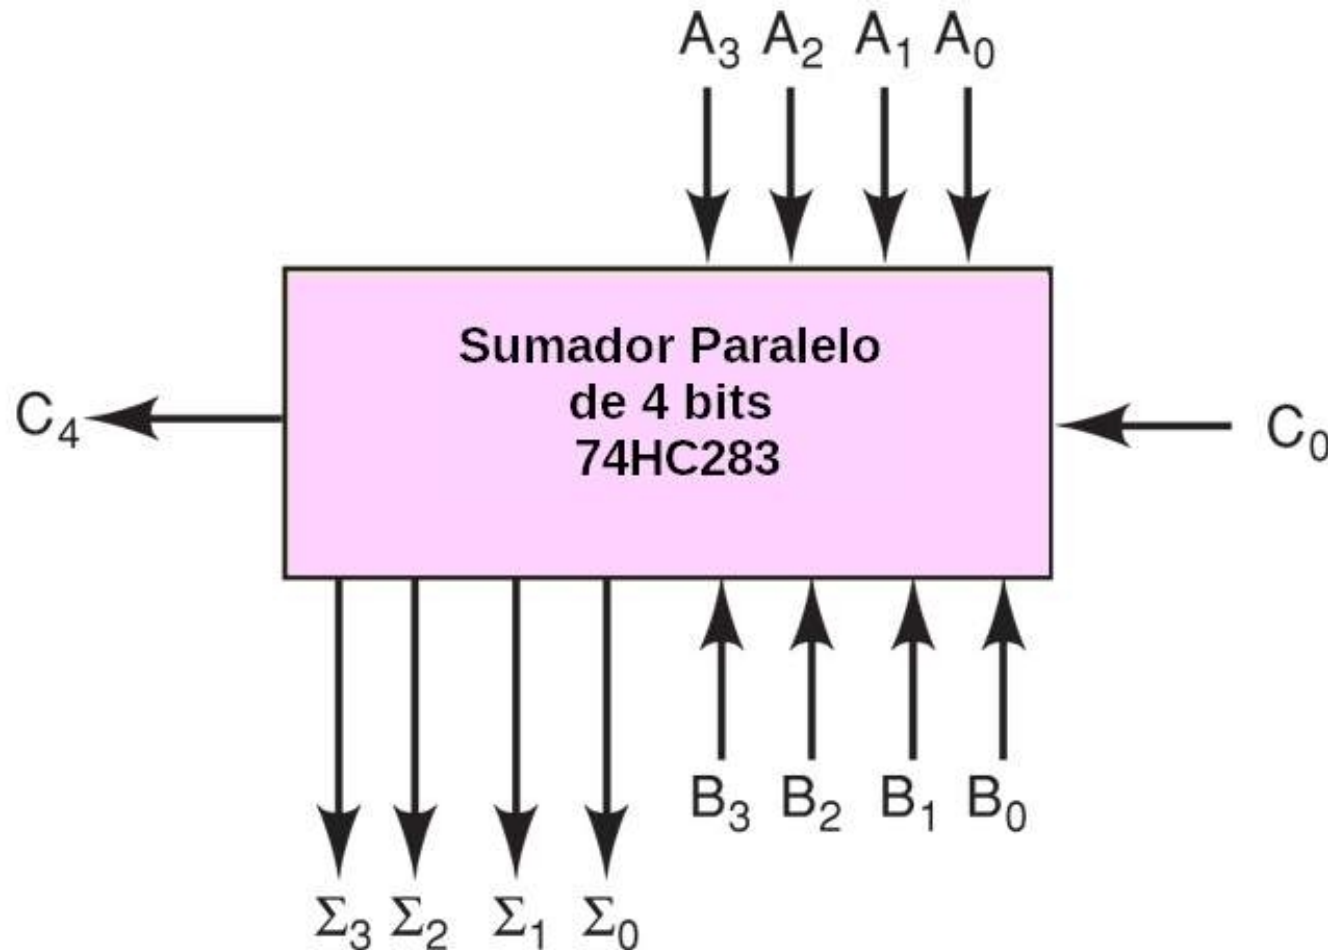 A₃ A₂ A₁ A₀
Sumador Paralelo
de 4 bits
74HC283
C₄
C₀
B₃ B₂ B₁ B₀
Σ₃ Σ₂ Σ₁ Σ₀